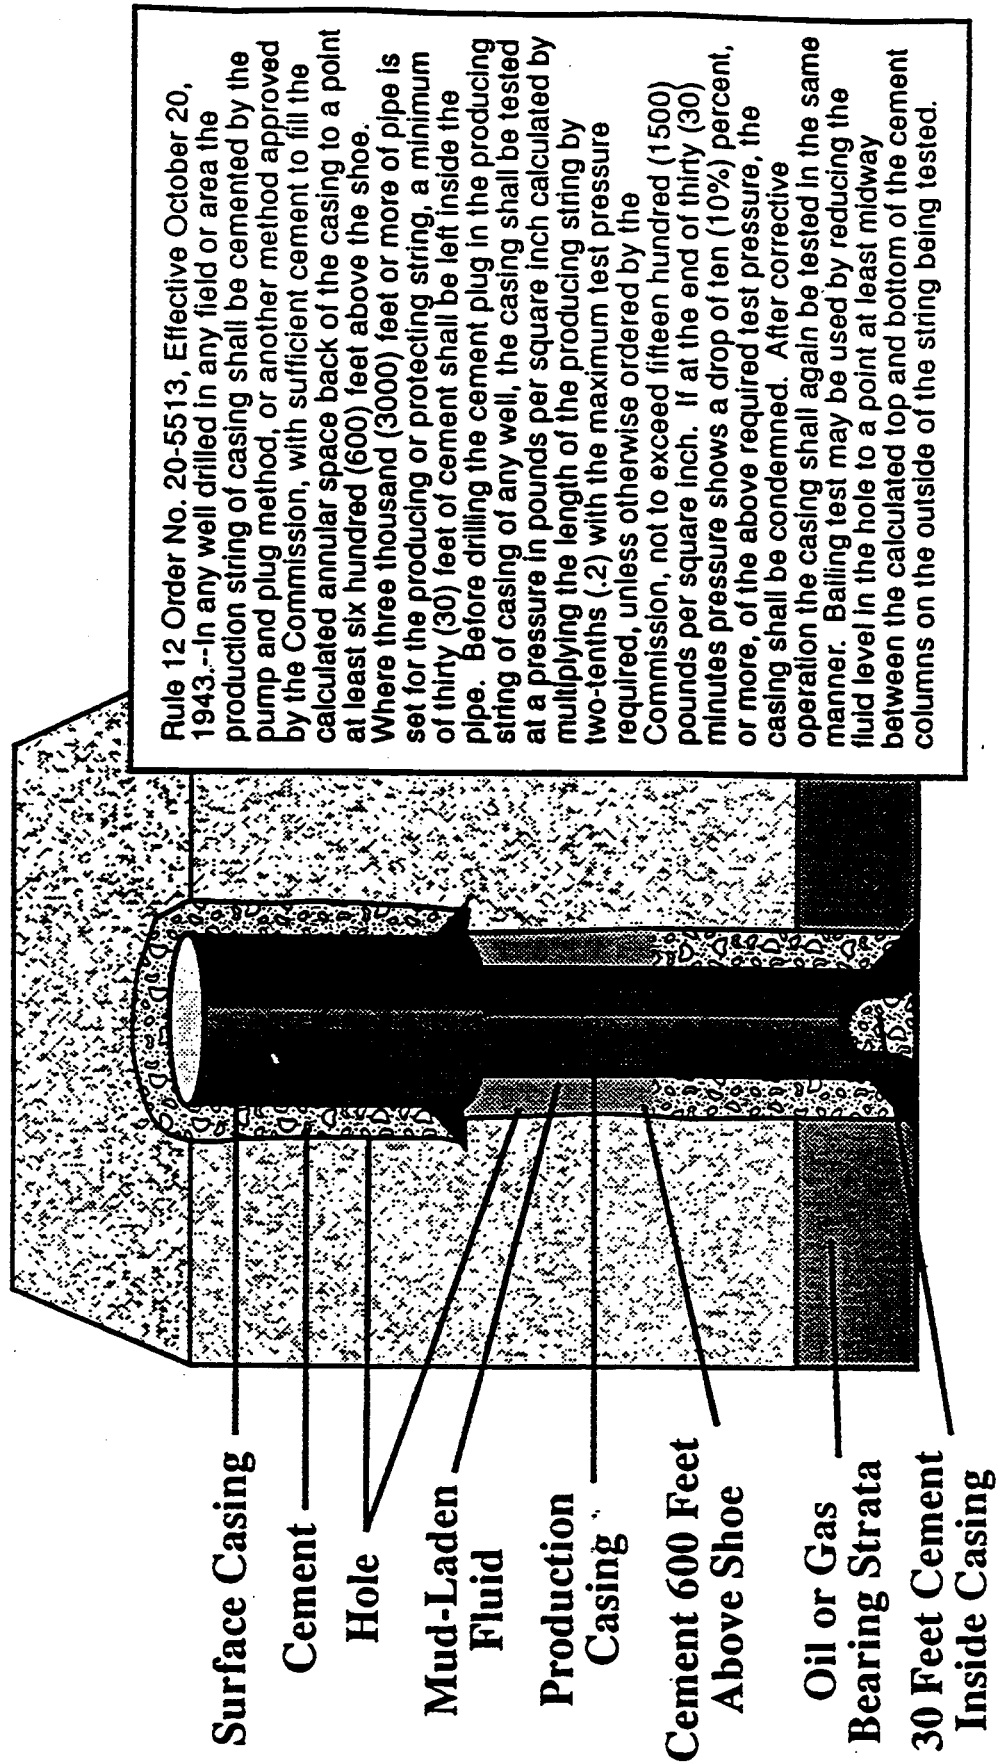 Rule 12 Order No. 20-5513, Effective October 20,
1943.--In any well drilled in any field or area the
production string of casing shall be cemented by the
pump and plug method, or another method approved
by the Commission, with sufficient cement to fill the
calculated annular space back of the casing to a point
at least six hundred (600) feet above the shoe.
Where three thousand (3000) feet or more of pipe is
set for the producing or protecting string, a minimum
of thirty (30) feet of cement shall be left inside the
pipe. Before drilling the cement plug in the producing
string of casing of any well, the casing shall be tested
at a pressure in pounds per square inch calculated by
multiplying the length of the producing string by
two-tenths (.2) with the maximum test pressure
required, unless otherwise ordered by the
Commission, not to exceed fifteen hundred (1500)
pounds per square inch. If at the end of thirty (30)
minutes pressure shows a drop of ten (10%) percent,
or more, of the above required test pressure, the
casing shall be condemned. After corrective
operation the casing shall again be tested in the same
manner. Bailing test may be used by reducing the
fluid level in the hole to a point at least midway
between the calculated top and bottom of the cement
columns on the outside of the string being tested.
Surface Casing
Cement
Hole
Mud-Laden
Fluid
Production
Casing
Cement 600 Feet
Above Shoe
Oil or Gas
Bearing Strata
30 Feet Cement
Inside Casing